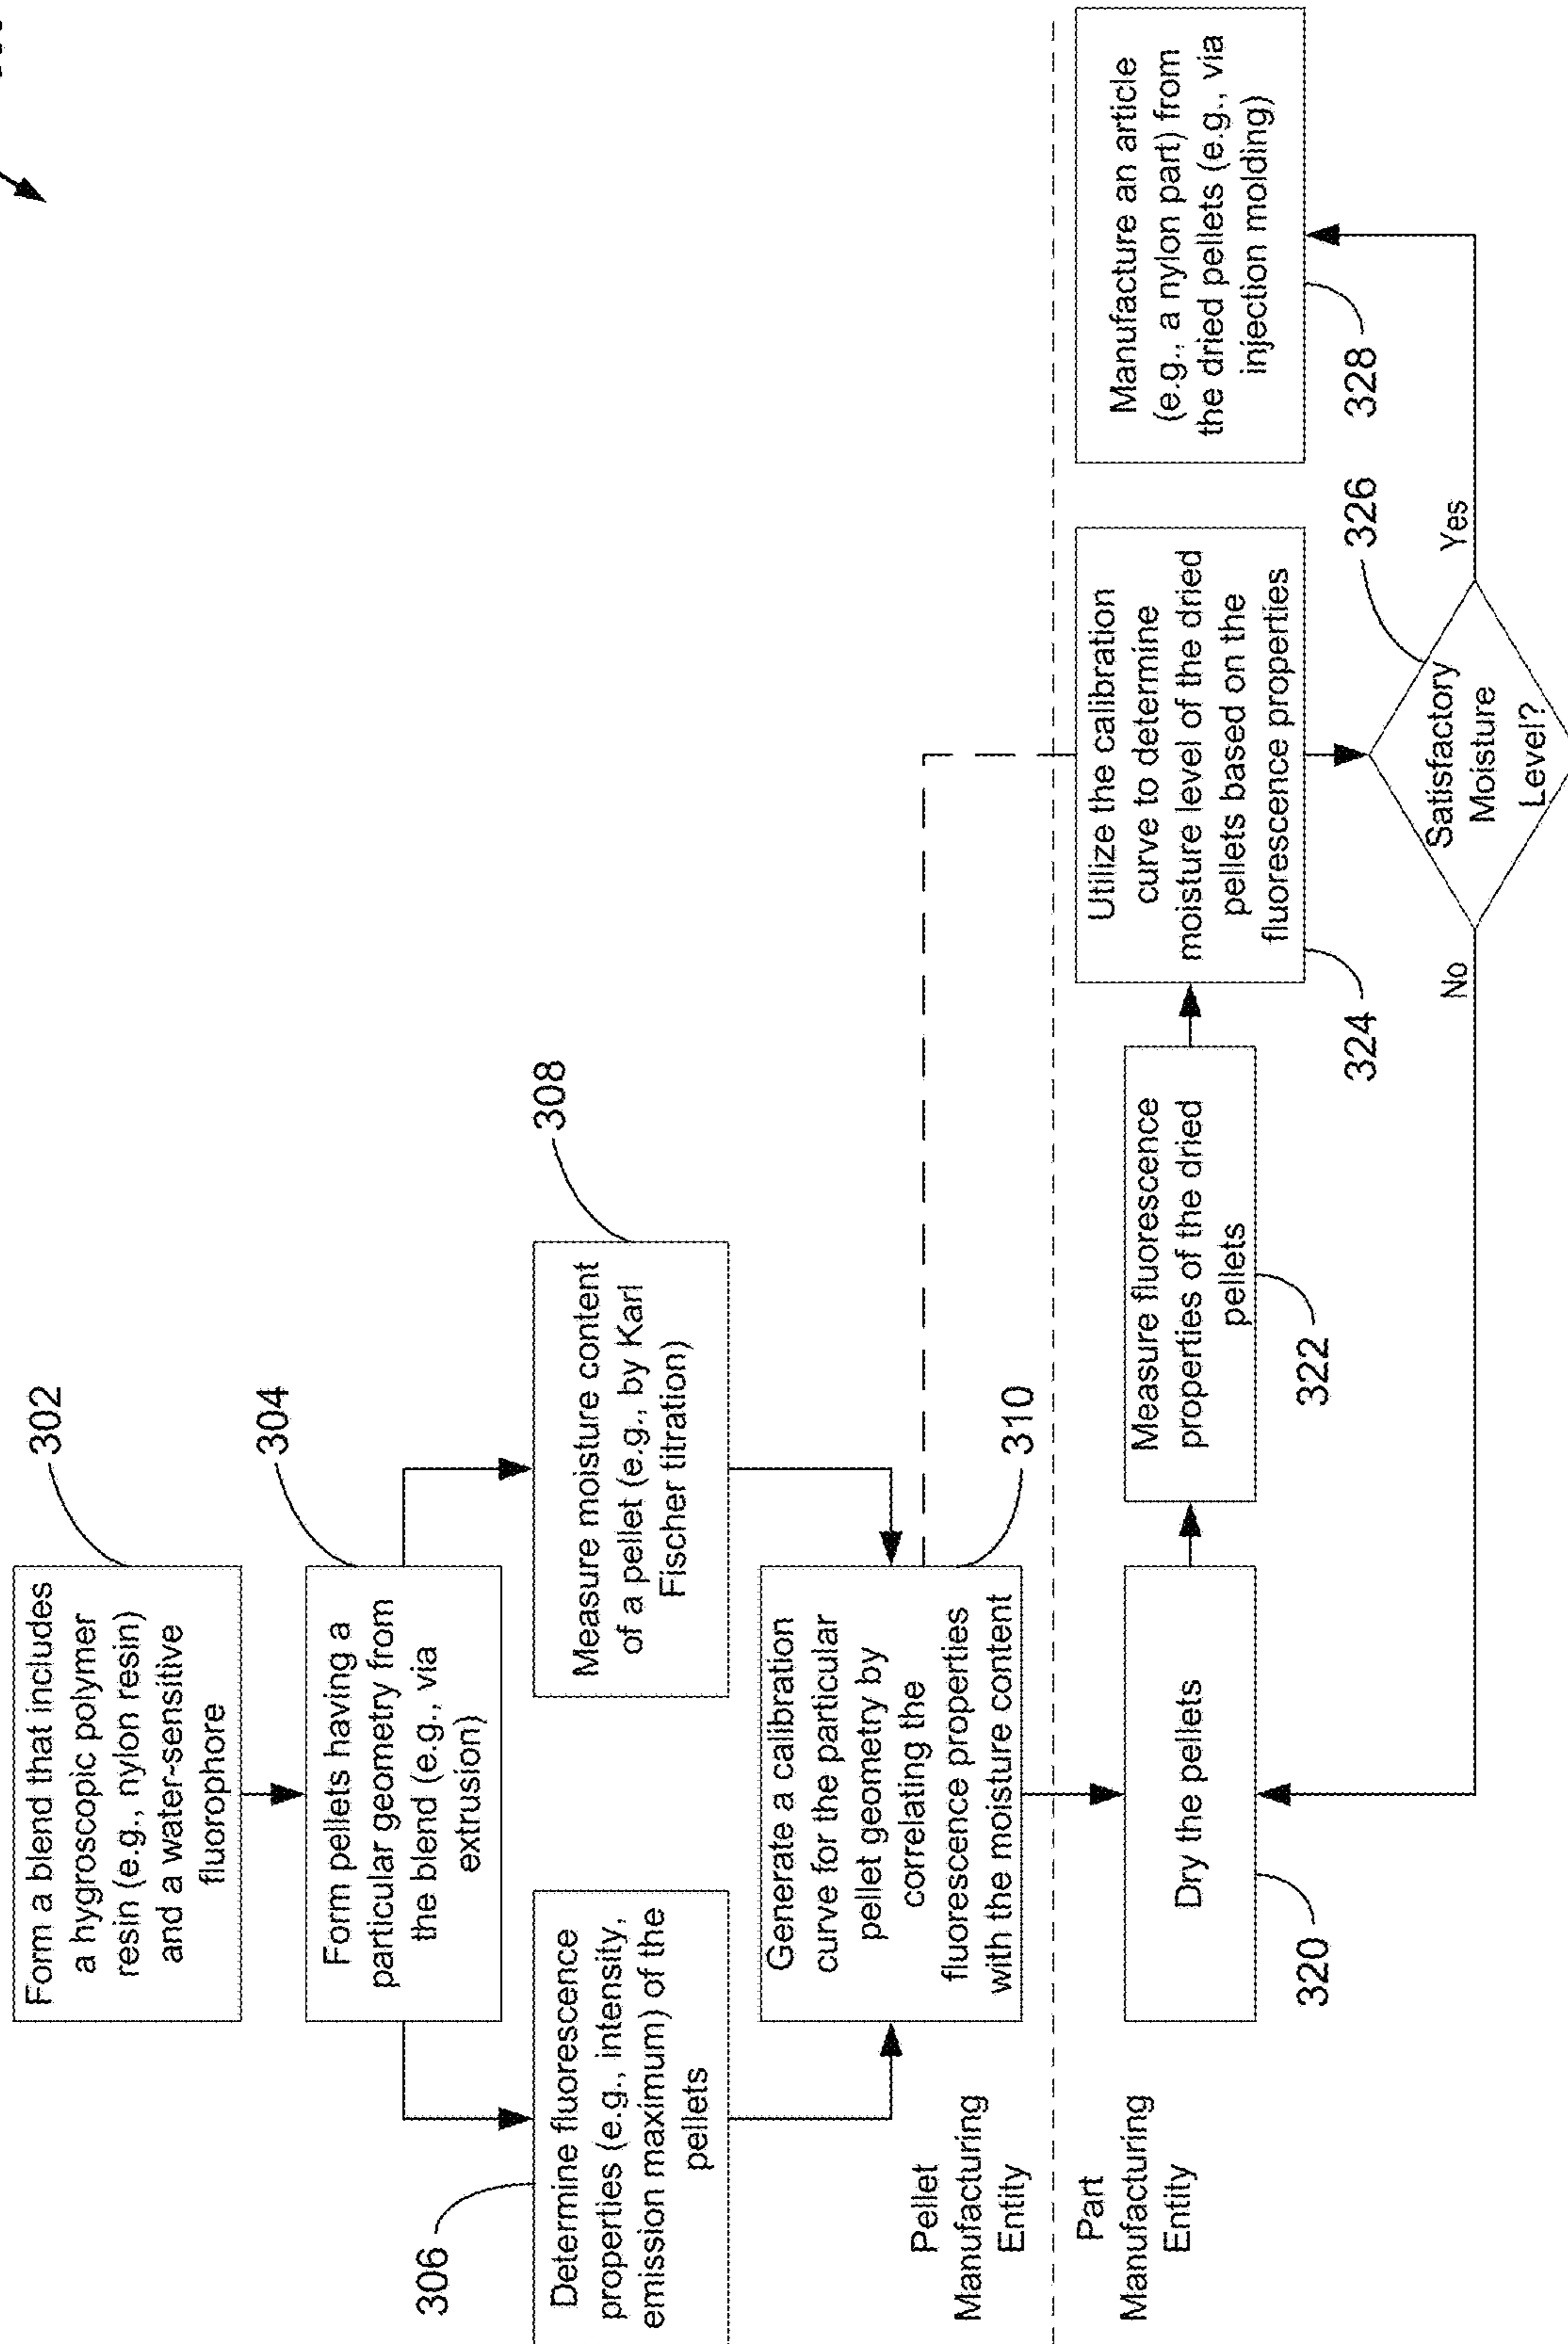 Form a blend that includes
a hygroscopic polymer
resin (e.g., nylon resin)
and a water-sensitive
fluorophore
302
Form pellets having a
particular geometry from
the blend (e.g., via
extrusion)
304
Determine fluorescence
properties (e.g., intensity,
emission maximum) of the
pellets
306
Measure moisture content
of a pellet (e.g., by Karl
Fischer titration)
308
Generate a calibration
curve for the particular
pellet geometry by
correlating the
fluorescence properties
with the moisture content
310
Pellet
Manufacturing
Entity
Part
Manufacturing
Entity
Dry the pellets
320
Measure fluorescence
properties of the dried
pellets
322
Utilize the calibration
curve to determine
moisture level of the dried
pellets based on the
fluorescence properties
324
Satisfactory
Moisture
Level?
326
No
Yes
Manufacture an article
(e.g., a nylon part) from
the dried pellets (e.g., via
injection molding)
328